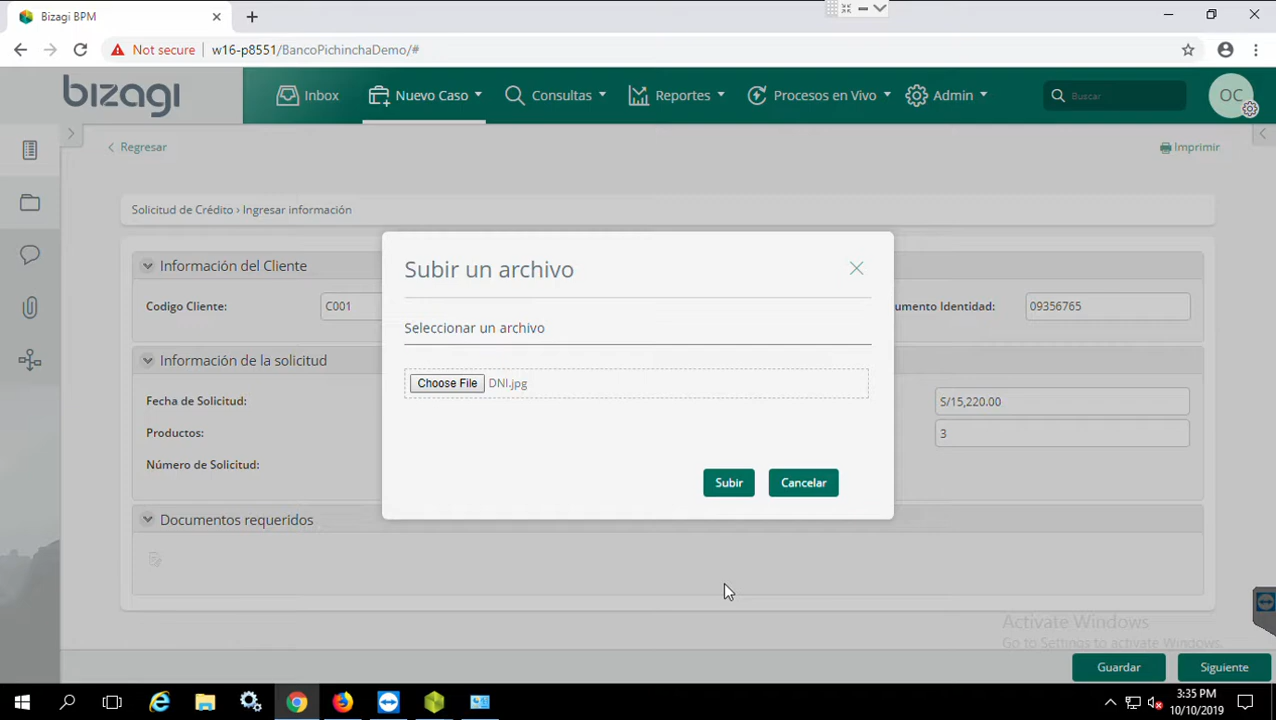 Bizagi BPM
Not secure w16-p8551/BancoPichinchaDemo/#
bizagi Inbox Nuevo Caso Consultas Reportes Procesos en Vivo Admin Buscar OC
Regresar Imprimir
Solicitud de Crédito › Ingresar información
Información del Cliente
Codigo Cliente: C001 umento Identidad: 09356765
Información de la solicitud
Fecha de Solicitud: S/15,220.00
Productos: 3
Número de Solicitud:
Documentos requeridos
Subir un archivo
Seleccionar un archivo
Choose File DNI.jpg
Subir Cancelar
Activate Windows
Go to Settings to activate Windows.
Guardar Siguiente
3:35 PM
10/10/2019